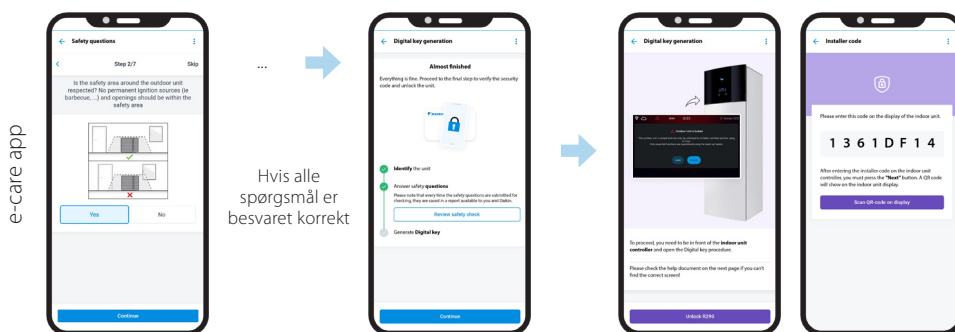 e-care app
Safety questions
Step 2/7
Skip
Is the safety area around the outdoor unit
respected? No permanent ignition sources (ie
barbecue, ...) and openings should be within the
safety area
Yes
No
Continue
...
Hvis alle
spørgsmål er
besvaret korrekt
Digital key generation
Almost finished
Everything is fine. Proceed to the final step to verify the security
code and unlock the unit.
Identify the unit
Answer safety questions
Please note that every time the safety questions are submitted for
checking, they are saved in a report available to you and Daikin.
Review safety check
Generate Digital key
Continue
Digital key generation
To proceed, you need to be in front of the indoor unit
controller and open the Digital key procedure.
Please check the help document on the next page if you can't
find the correct screen!
Unlock R290
Installer code
Please enter this code on the display of the indoor unit.
1 3 6 1 D F 1 4
After entering the installer code on the indoor unit
controller, you must press the "Next" button. A QR code
will show on the indoor unit display.
Scan QR-code on display